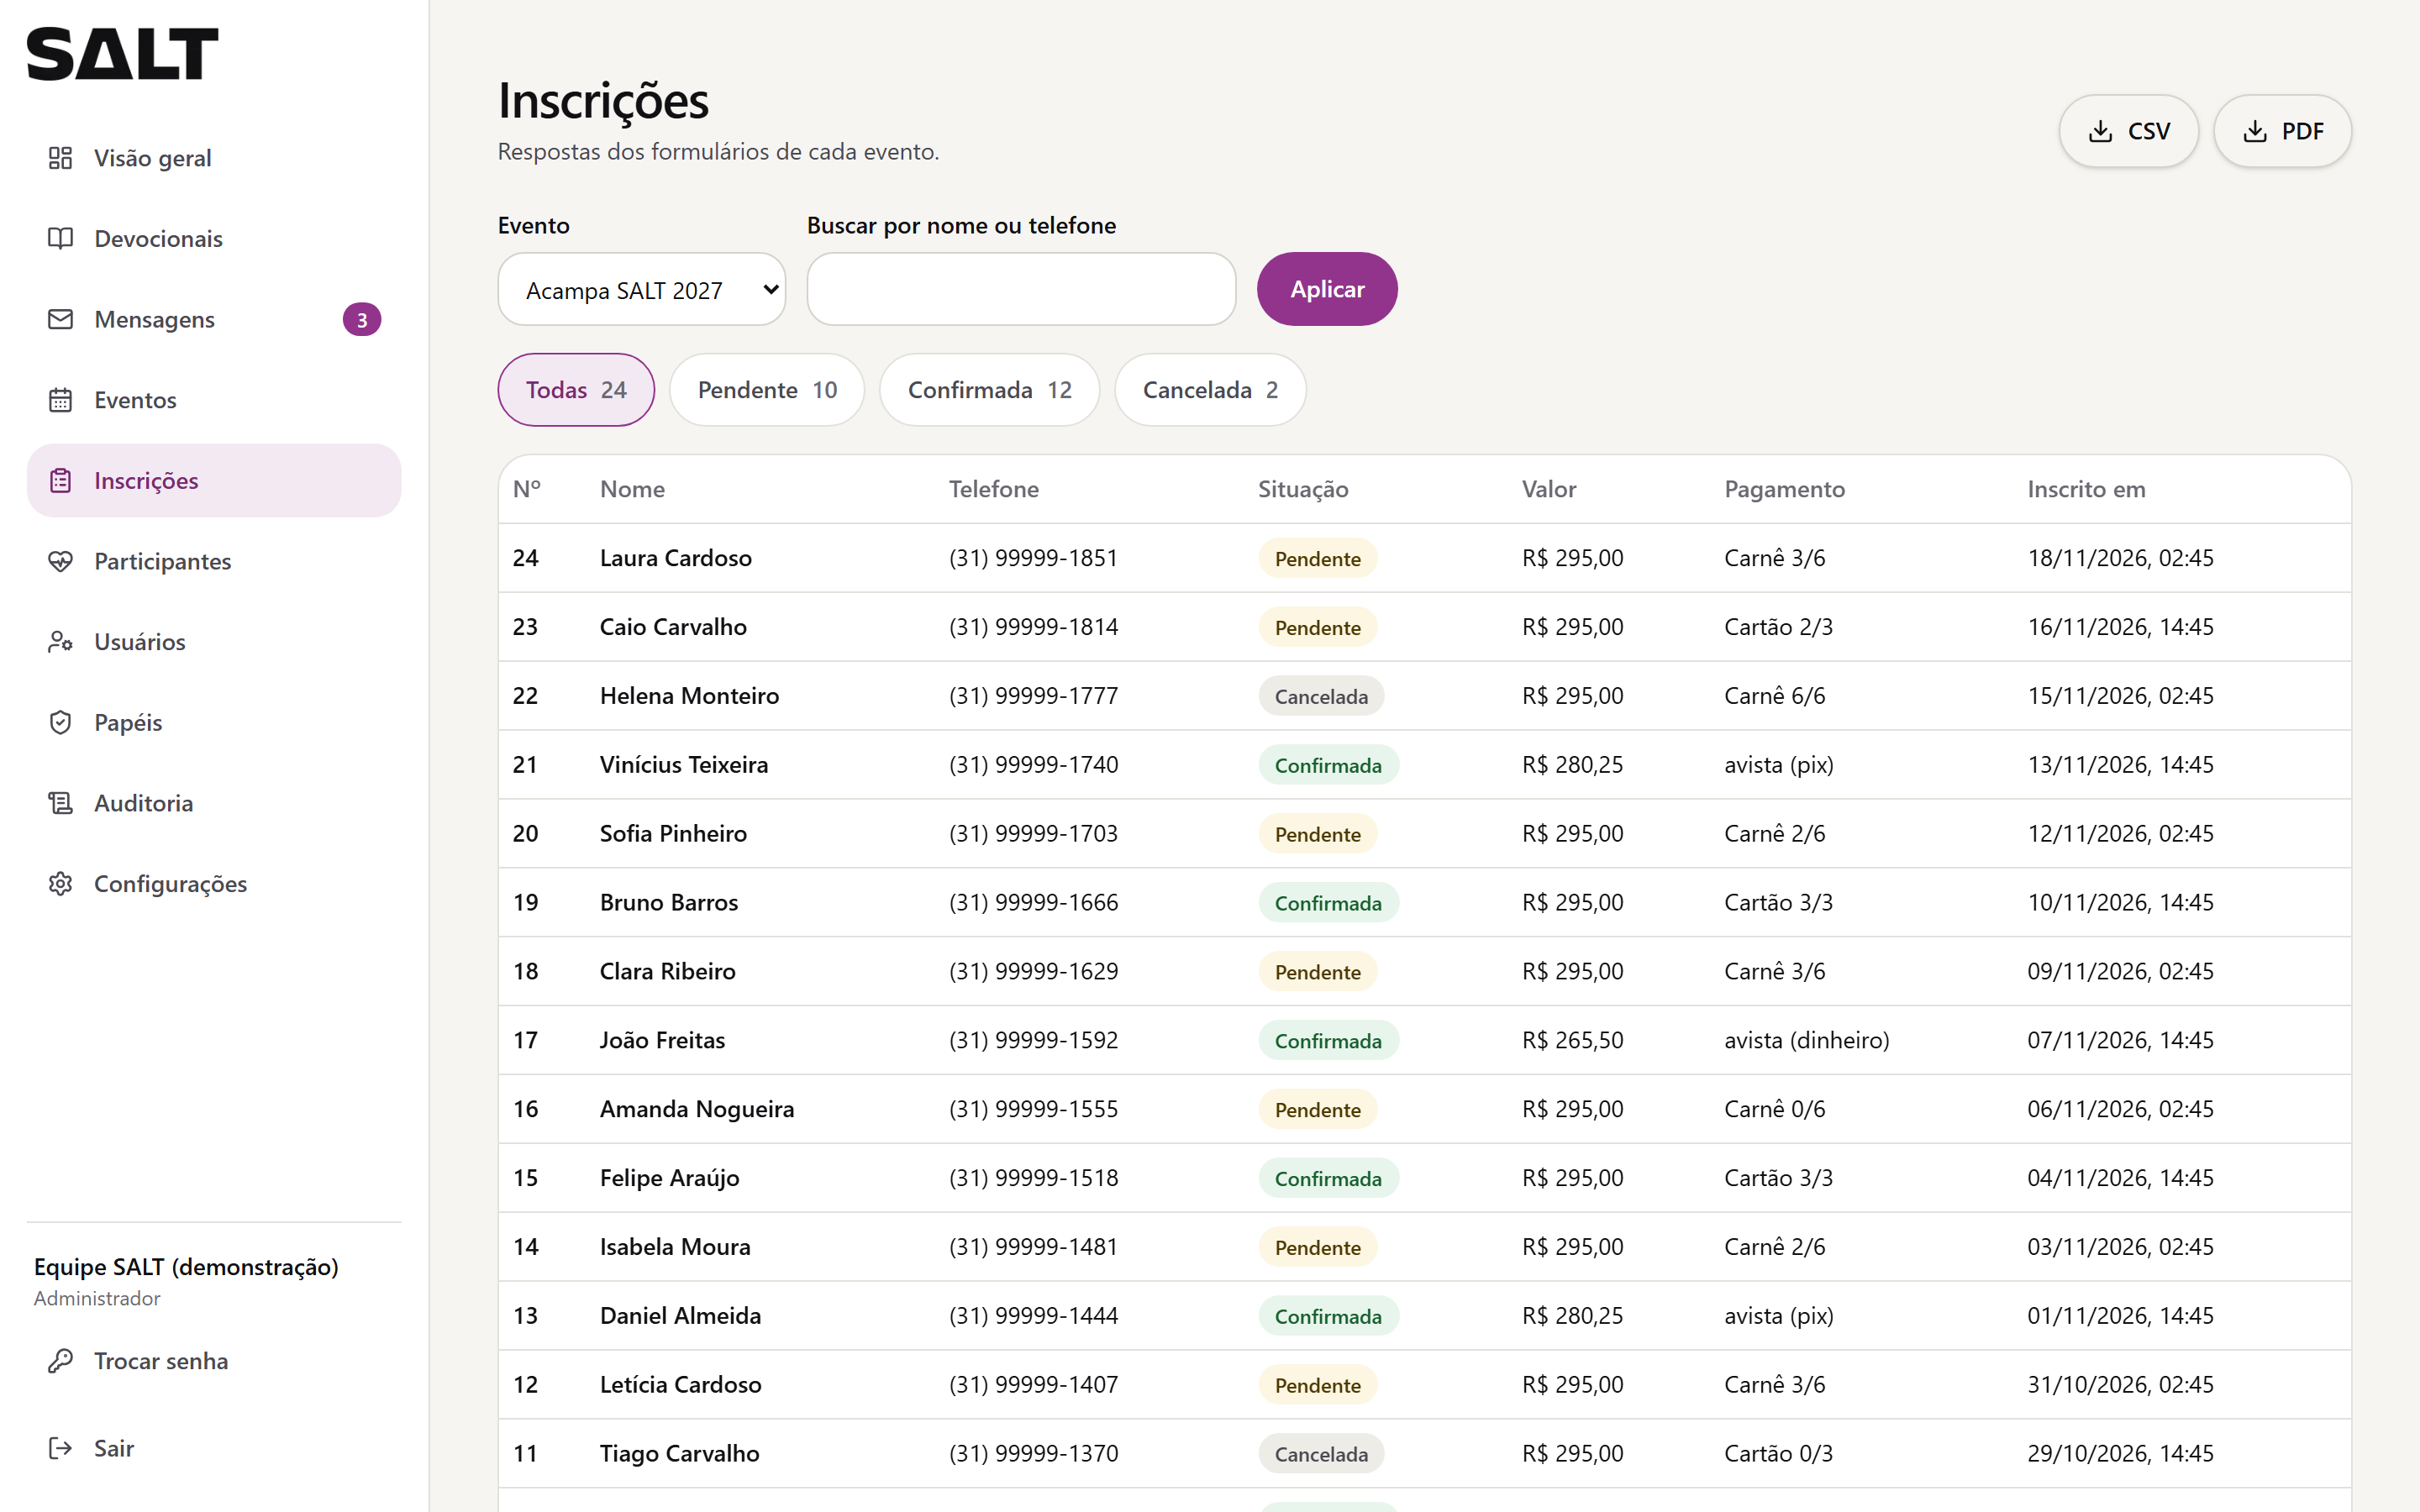 SALT
Visão geral
Devocionais
Mensagens 3
Eventos
Inscrições
Participantes
Usuários
Papéis
Auditoria
Configurações
Equipe SALT (demonstração)
Administrador
Trocar senha
Sair
Inscrições
Respostas dos formulários de cada evento.
CSV PDF
Evento Buscar por nome ou telefone
Acampa SALT 2027 Aplicar
Todas 24 Pendente 10 Confirmada 12 Cancelada 2
Nº Nome Telefone Situação Valor Pagamento Inscrito em
24 Laura Cardoso (31) 99999-1851 Pendente R$ 295,00 Carnê 3/6 18/11/2026, 02:45
23 Caio Carvalho (31) 99999-1814 Pendente R$ 295,00 Cartão 2/3 16/11/2026, 14:45
22 Helena Monteiro (31) 99999-1777 Cancelada R$ 295,00 Carnê 6/6 15/11/2026, 02:45
21 Vinícius Teixeira (31) 99999-1740 Confirmada R$ 280,25 avista (pix) 13/11/2026, 14:45
20 Sofia Pinheiro (31) 99999-1703 Pendente R$ 295,00 Carnê 2/6 12/11/2026, 02:45
19 Bruno Barros (31) 99999-1666 Confirmada R$ 295,00 Cartão 3/3 10/11/2026, 14:45
18 Clara Ribeiro (31) 99999-1629 Pendente R$ 295,00 Carnê 3/6 09/11/2026, 02:45
17 João Freitas (31) 99999-1592 Confirmada R$ 265,50 avista (dinheiro) 07/11/2026, 14:45
16 Amanda Nogueira (31) 99999-1555 Pendente R$ 295,00 Carnê 0/6 06/11/2026, 02:45
15 Felipe Araújo (31) 99999-1518 Confirmada R$ 295,00 Cartão 3/3 04/11/2026, 14:45
14 Isabela Moura (31) 99999-1481 Pendente R$ 295,00 Carnê 2/6 03/11/2026, 02:45
13 Daniel Almeida (31) 99999-1444 Confirmada R$ 280,25 avista (pix) 01/11/2026, 14:45
12 Letícia Cardoso (31) 99999-1407 Pendente R$ 295,00 Carnê 3/6 31/10/2026, 02:45
11 Tiago Carvalho (31) 99999-1370 Cancelada R$ 295,00 Cartão 0/3 29/10/2026, 14:45